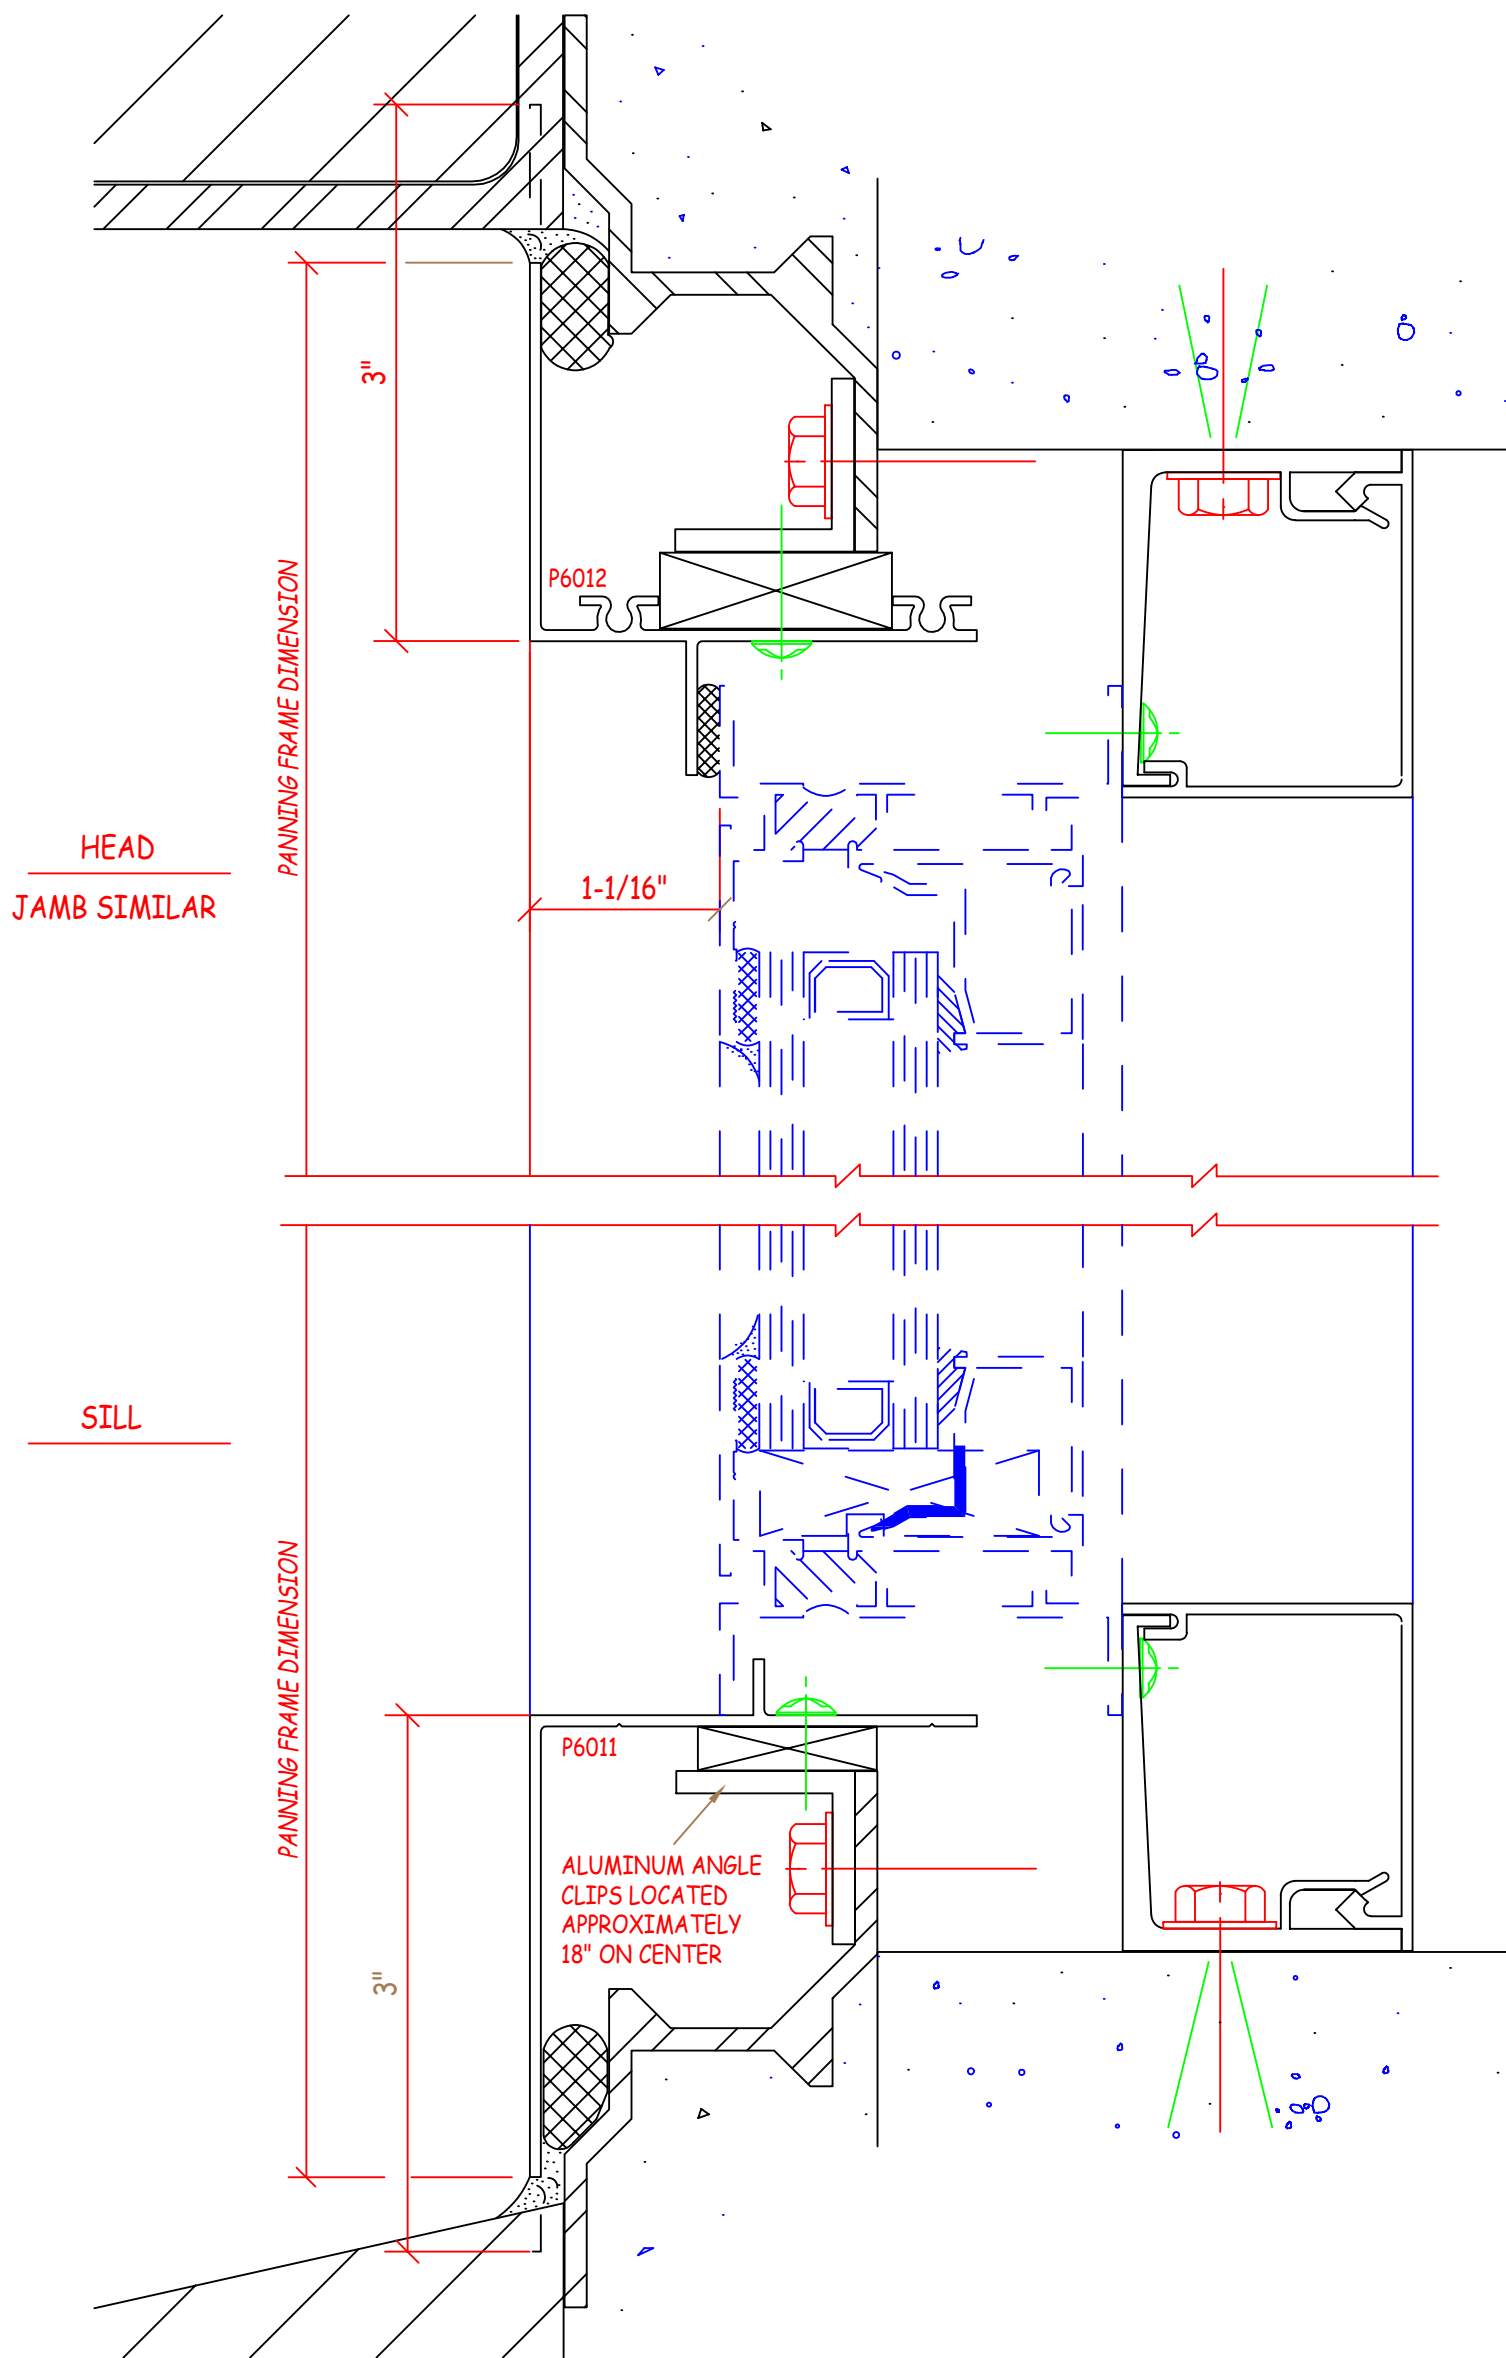 3"
P6012
PANNING FRAME DIMENSION
HEAD
JAMB SIMILAR
1-1/16"
SILL
PANNING FRAME DIMENSION
P6011
ALUMINUM ANGLE
CLIPS LOCATED
APPROXIMATELY
18" ON CENTER
3"